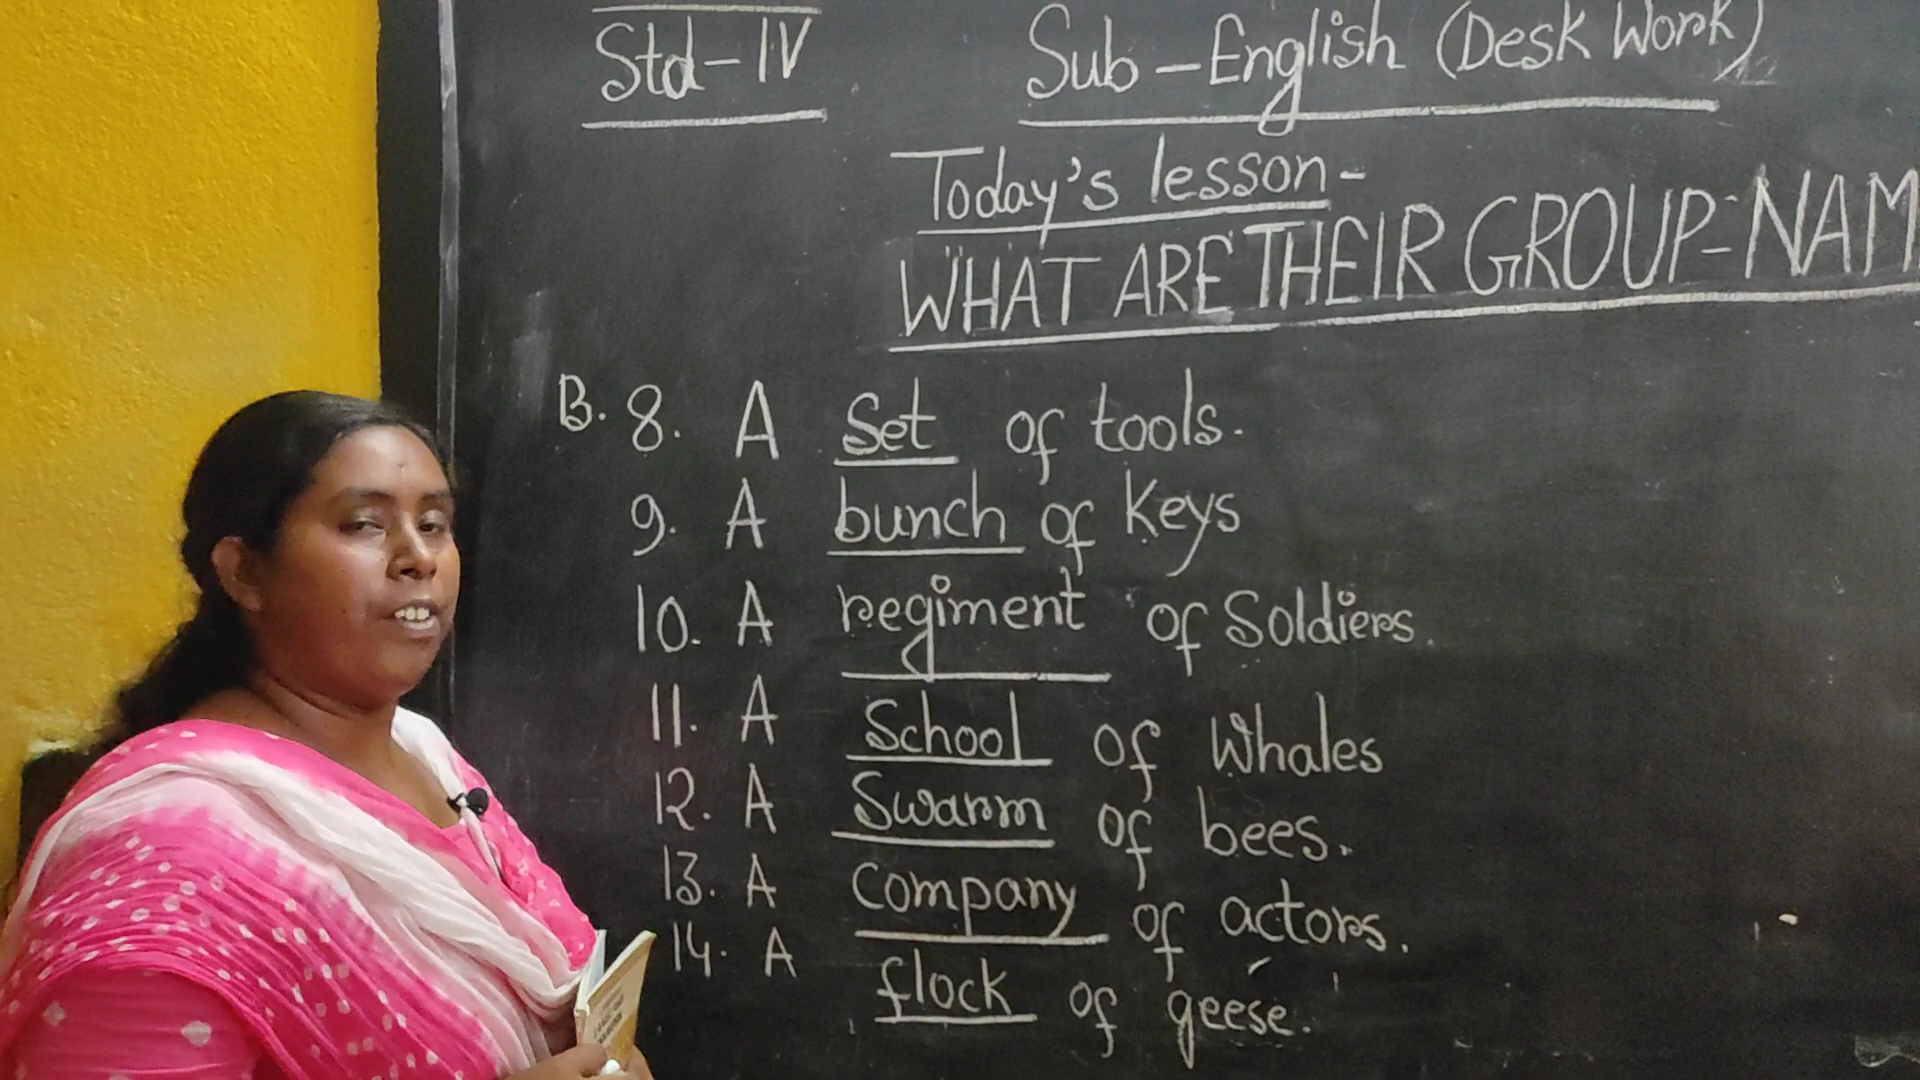 Std-IV
Sub-English (Desk Work)
Today's lesson-
WHAT ARE THEIR GROUP-NAM
B. 8. A Set of tools.
9. A bunch of Keys
10. A regiment of Soldiers.
11. A School of Whales
12. A Swarm of bees.
13. A Company of actors.
14. A flock of geese.